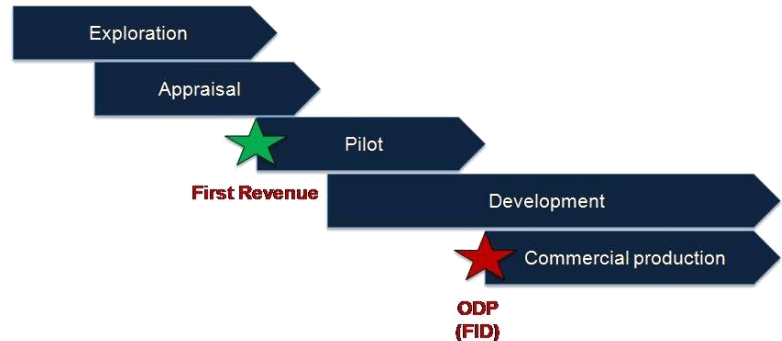 Exploration
Appraisal
Pilot
First Revenue
Development
Commercial production
ODP
(FID)